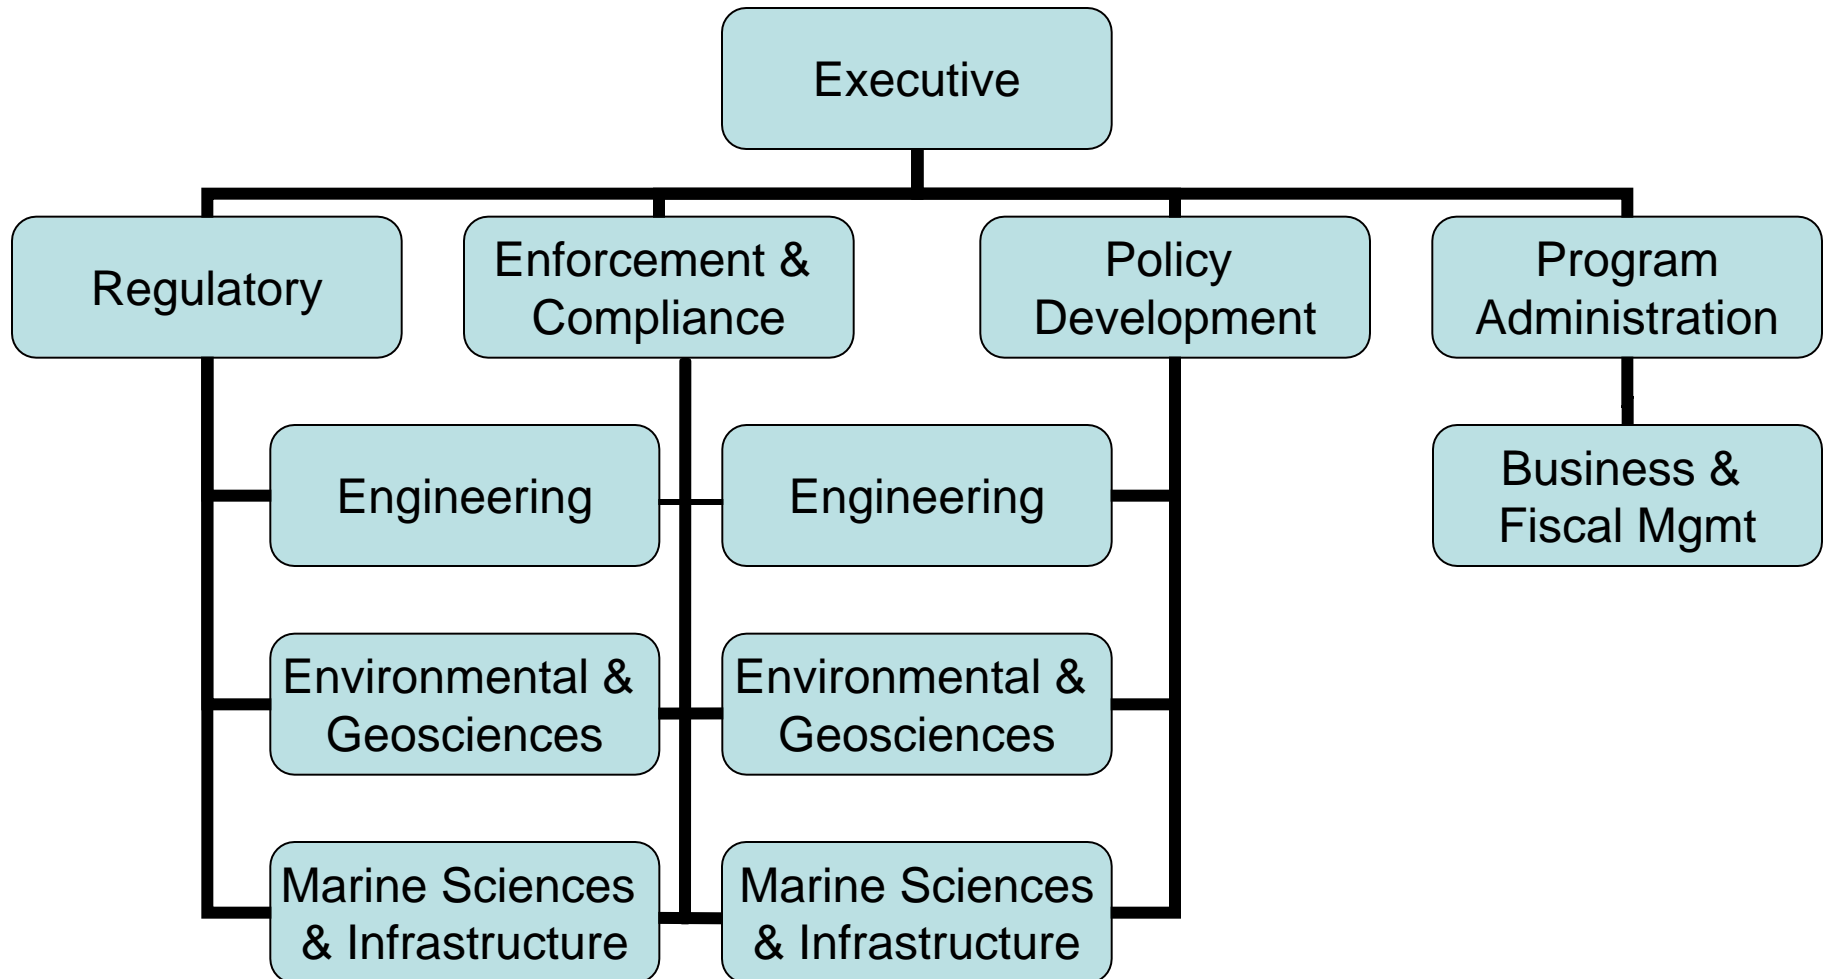 Executive
Regulatory
Enforcement &
Compliance
Policy
Development
Program
Administration
Engineering
Engineering
Business &
Fiscal Mgmt
Environmental &
Geosciences
Environmental &
Geosciences
Marine Sciences
& Infrastructure
Marine Sciences
& Infrastructure